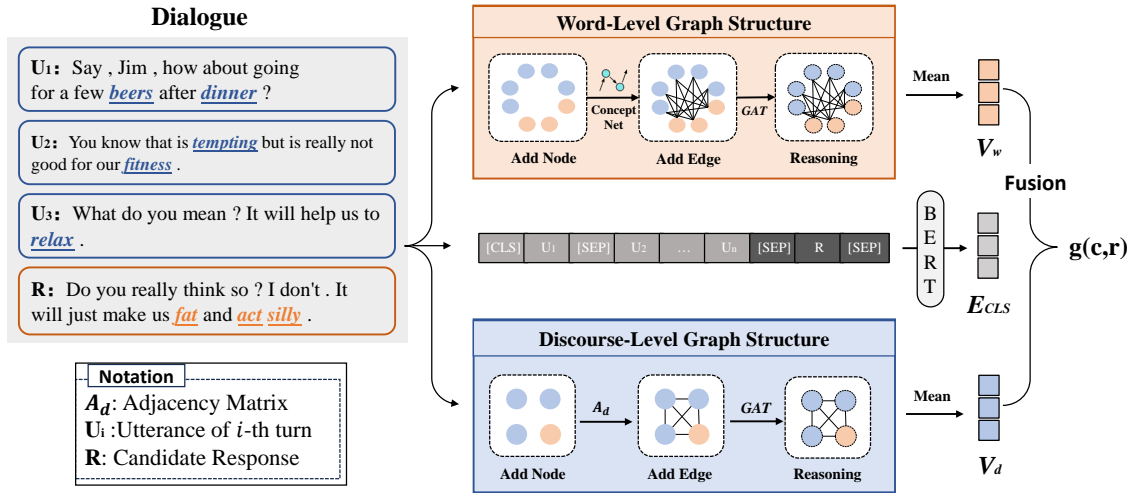 Dialogue
U1: Say , Jim , how about going
for a few beers after dinner ?
U2: You know that is tempting but is really not
good for our fitness .
U3: What do you mean ? It will help us to
relax .
R: Do you really think so ? I don't . It
will just make us fat and act silly .
Notation
Ad: Adjacency Matrix
Ui :Utterance of i-th turn
R: Candidate Response
Word-Level Graph Structure
Concept
Net
GAT
Add Node
Add Edge
Reasoning
Mean
Vw
[CLS] U1 [SEP] U2 ... Un [SEP] R [SEP]
BERT
ECLS
Fusion
g(c,r)
Discourse-Level Graph Structure
Ad
GAT
Add Node
Add Edge
Reasoning
Mean
Vd